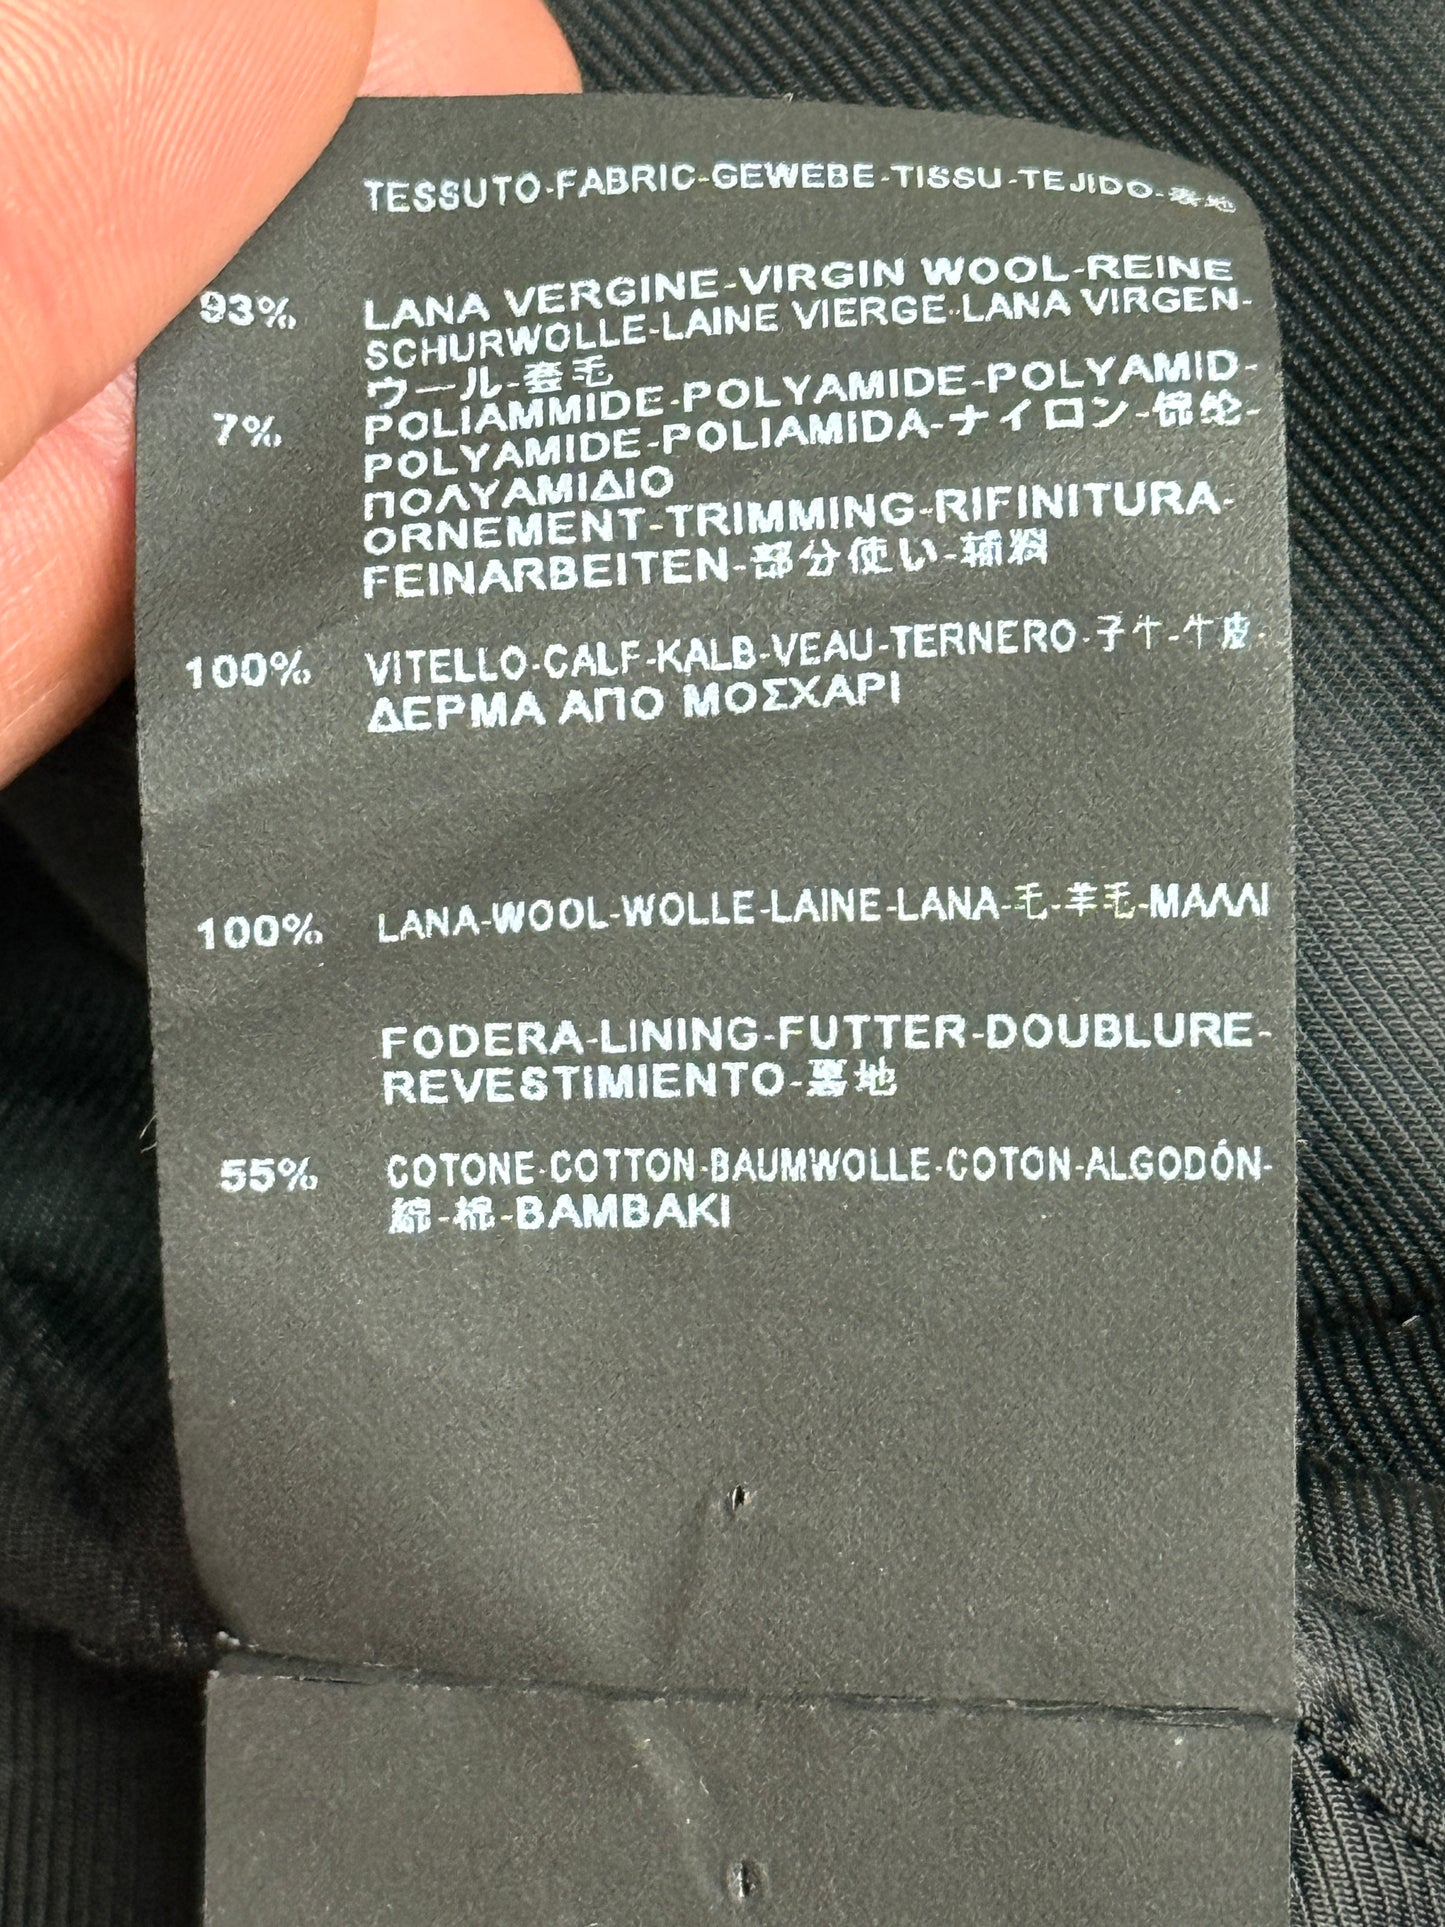 TESSUTO-FABRIC-GEWEBE-TISSU-TEJIDO-表地
93% LANA VERGINE-VIRGIN WOOL-REINE
SCHURWOLLE-LAINE VIERGE-LANA VIRGEN-
ウール-套毛
7% POLIAMMIDE-POLYAMIDE-POLYAMID-
POLYAMIDE-POLIAMIDA-ナイロン-锦纶-
ΠΟΛΥΑΜΙΔΙΟ
ORNEMENT-TRIMMING-RIFINITURA-
FEINARBEITEN-部分使い-辅料
100% VITELLO-CALF-KALB-VEAU-TERNERO-子牛-牛皮-
ΔΕΡΜΑ ΑΠΟ ΜΟΣΧΑΡΙ
100% LANA-WOOL-WOLLE-LAINE-LANA-毛-羊毛-ΜΑΛΛΙ
FODERA-LINING-FUTTER-DOUBLURE-
REVESTIMIENTO-裏地
55% COTONE-COTTON-BAUMWOLLE-COTON-ALGODÓN-
綿-棉-BAMBAKI